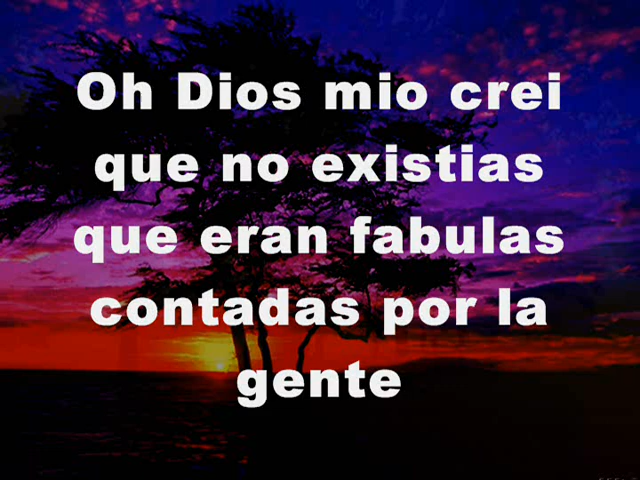 Oh Dios mio crei
que no existias
que eran fabulas
contadas por la
gente